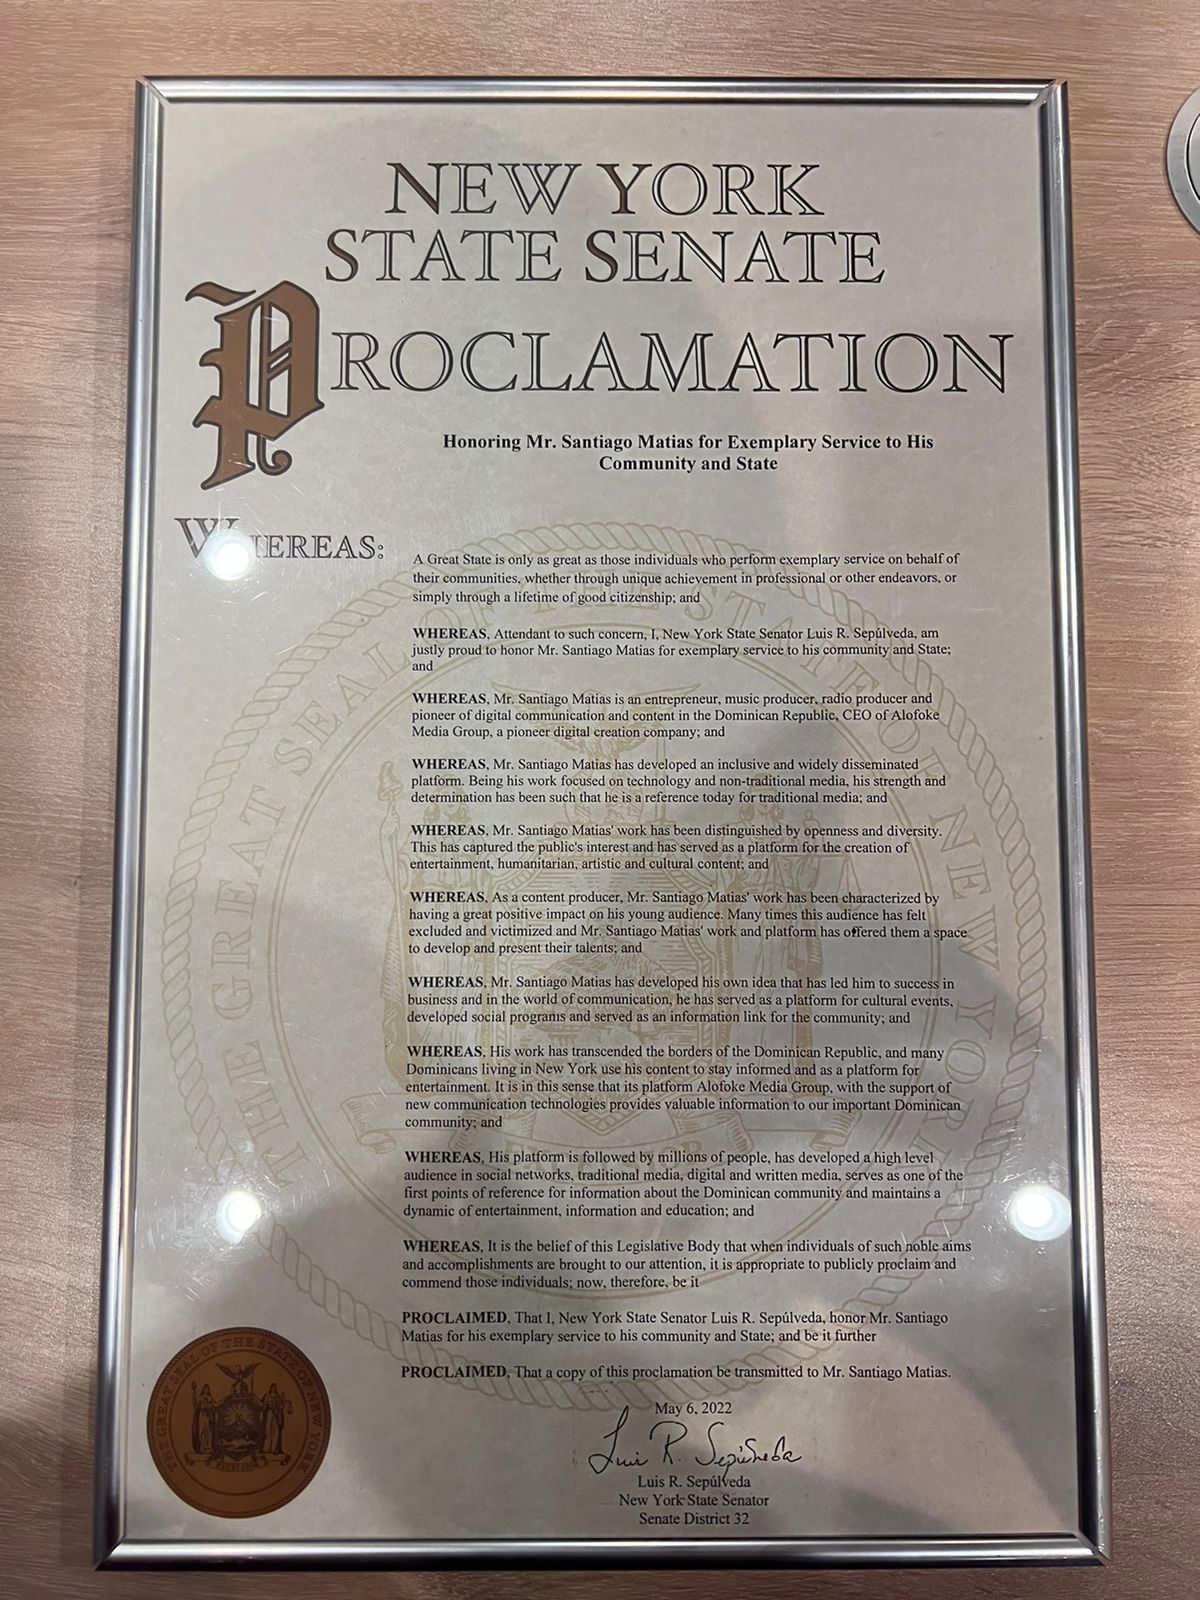 NEW YORK
STATE SENATE
PROCLAMATION
Honoring Mr. Santiago Matias for Exemplary Service to His
Community and State
WHEREAS:
A Great State is only as great as those individuals who perform exemplary service on behalf of
their communities, whether through unique achievement in professional or other endeavors, or
simply through a lifetime of good citizenship; and
WHEREAS, Attendant to such concern, I, New York State Senator Luis R. Sepúlveda, am
justly proud to honor Mr. Santiago Matias for exemplary service to his community and State;
and
WHEREAS, Mr. Santiago Matias is an entrepreneur, music producer, radio producer and
pioneer of digital communication and content in the Dominican Republic, CEO of Alofoke
Media Group, a pioneer digital creation company; and
WHEREAS, Mr. Santiago Matias has developed an inclusive and widely disseminated
platform. Being his work focused on technology and non-traditional media, his strength and
determination has been such that he is a reference today for traditional media; and
WHEREAS, Mr. Santiago Matias' work has been distinguished by openness and diversity.
This has captured the public's interest and has served as a platform for the creation of
entertainment, humanitarian, artistic and cultural content; and
WHEREAS, As a content producer, Mr. Santiago Matias' work has been characterized by
having a great positive impact on his young audience. Many times this audience has felt
excluded and victimized and Mr. Santiago Matias' work and platform has offered them a space
to develop and present their talents; and
WHEREAS, Mr. Santiago Matias has developed his own idea that has led him to success in
business and in the world of communication, he has served as a platform for cultural events,
developed social programs and served as an information link for the community; and
WHEREAS, His work has transcended the borders of the Dominican Republic, and many
Dominicans living in New York use his content to stay informed and as a platform for
entertainment. It is in this sense that its platform Alofoke Media Group, with the support of
new communication technologies provides valuable information to our important Dominican
community; and
WHEREAS, His platform is followed by millions of people, has developed a high level
audience in social networks, traditional media, digital and written media, serves as one of the
first points of reference for information about the Dominican community and maintains a
dynamic of entertainment, information and education; and
WHEREAS, It is the belief of this Legislative Body that when individuals of such noble aims
and accomplishments are brought to our attention, it is appropriate to publicly proclaim and
commend those individuals; now, therefore, be it
PROCLAIMED, That I, New York State Senator Luis R. Sepúlveda, honor Mr. Santiago
Matias for his exemplary service to his community and State; and be it further
PROCLAIMED, That a copy of this proclamation be transmitted to Mr. Santiago Matias.
May 6, 2022
Luis R. Sepúlveda
Luis R. Sepúlveda
New York State Senator
Senate District 32
THE GREAT SEAL OF THE STATE OF NEW YORK
THE GREAT SEAL OF THE STATE OF NEW YORK
EXCELSIOR